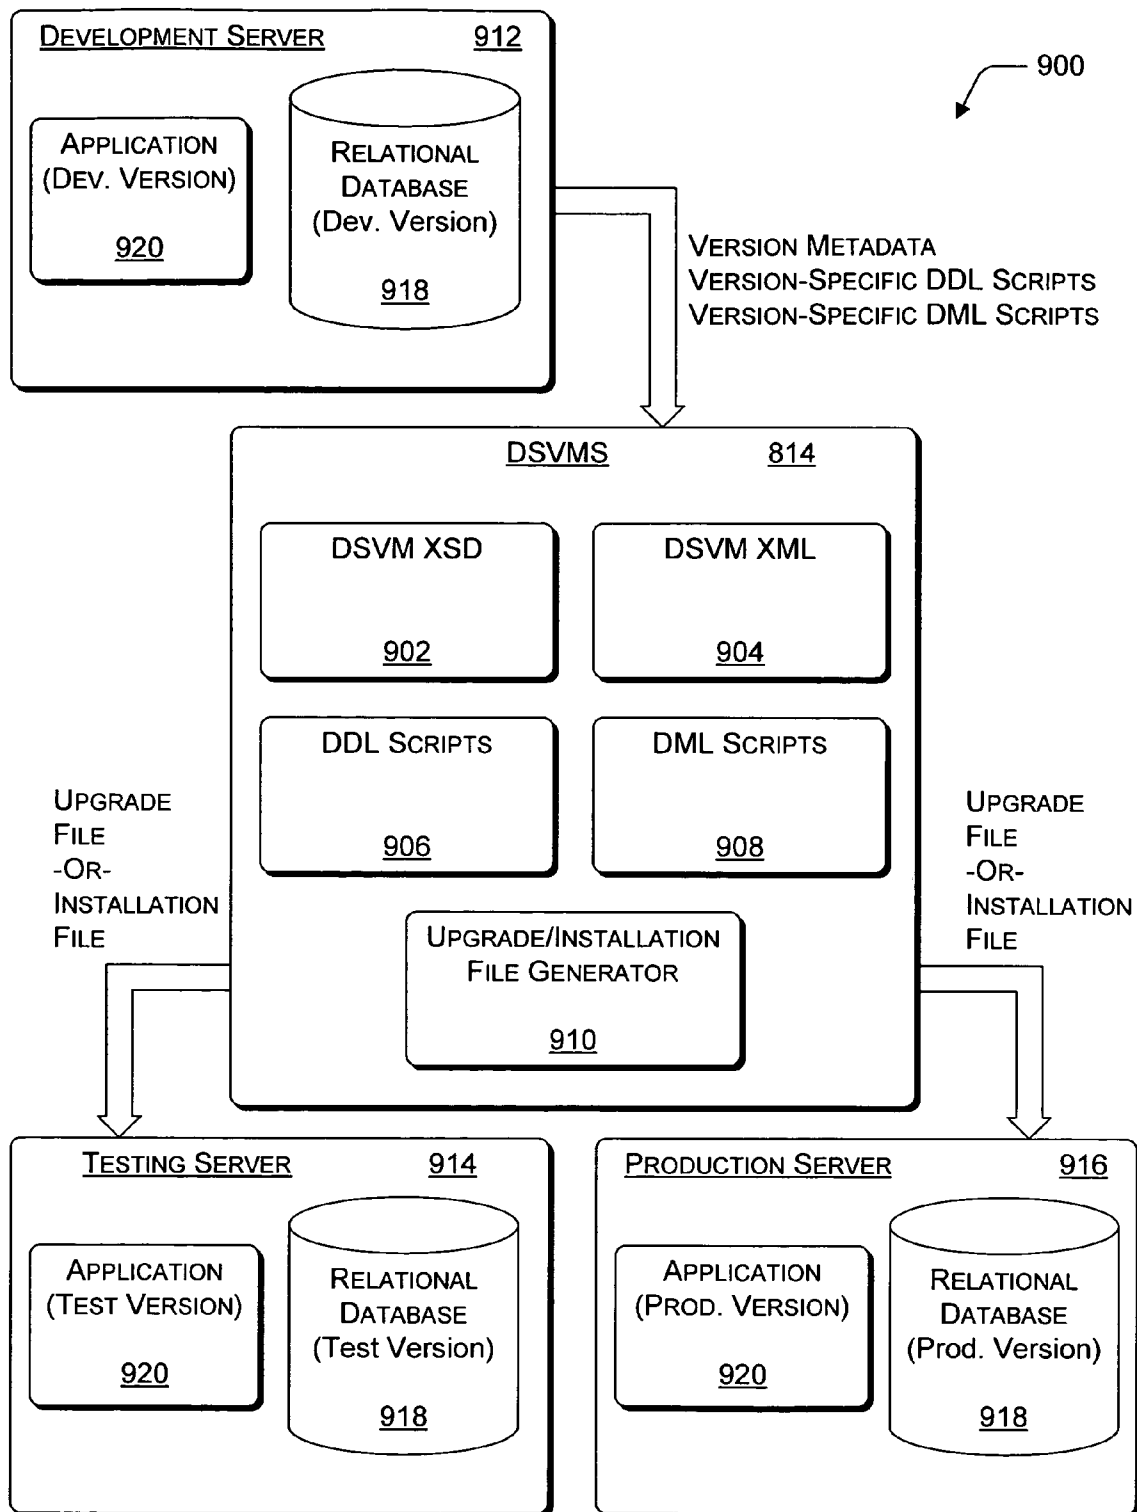 DEVELOPMENT SERVER 912
900
APPLICATION
(DEV. VERSION)
920
RELATIONAL
DATABASE
(Dev. Version)
918
VERSION METADATA
VERSION-SPECIFIC DDL SCRIPTS
VERSION-SPECIFIC DML SCRIPTS
DSVMS 814
DSVM XSD
902
DSVM XML
904
DDL SCRIPTS
906
DML SCRIPTS
908
UPGRADE
FILE
-OR-
INSTALLATION
FILE
UPGRADE
FILE
-OR-
INSTALLATION
FILE
UPGRADE/INSTALLATION
FILE GENERATOR
910
TESTING SERVER 914
APPLICATION
(TEST VERSION)
920
RELATIONAL
DATABASE
(Test Version)
918
PRODUCTION SERVER 916
APPLICATION
(PROD. VERSION)
920
RELATIONAL
DATABASE
(Prod. Version)
918